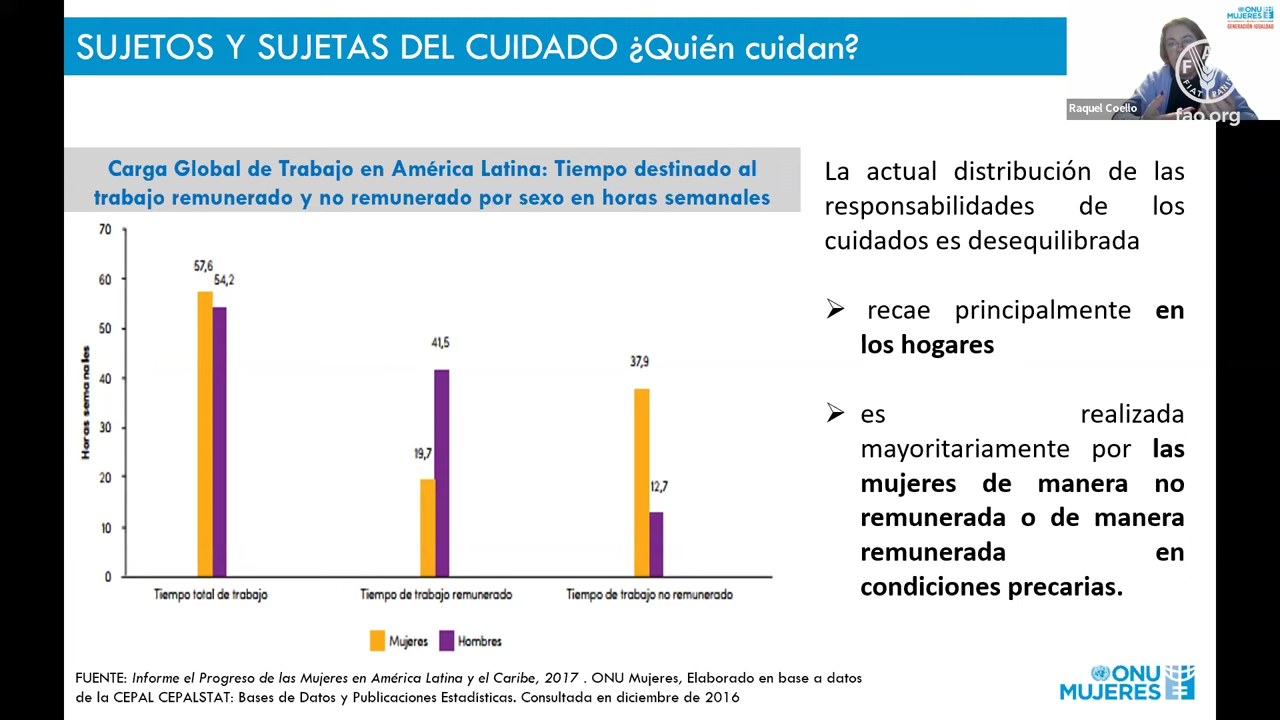 SUJETOS Y SUJETAS DEL CUIDADO ¿Quién cuidan?
ONU
MUJERES
GENERACIÓN IGUALDAD
FIAT PANIS
fao.org
Raquel Coello
Carga Global de Trabajo en América Latina: Tiempo destinado al
trabajo remunerado y no remunerado por sexo en horas semanales
Horas semanales
70
60
50
40
30
20
10
0
57,6
54,2
19,7
41,5
37,9
12,7
Tiempo total de trabajo
Tiempo de trabajo remunerado
Tiempo de trabajo no remunerado
Mujeres
Hombres
La actual distribución de las
responsabilidades de los
cuidados es desequilibrada
recae principalmente en
los hogares
es realizada
mayoritariamente por las
mujeres de manera no
remunerada o de manera
remunerada en
condiciones precarias.
FUENTE: Informe el Progreso de las Mujeres en América Latina y el Caribe, 2017 . ONU Mujeres, Elaborado en base a datos
de la CEPAL CEPALSTAT: Bases de Datos y Publicaciones Estadísticas. Consultada en diciembre de 2016
ONU
MUJERES